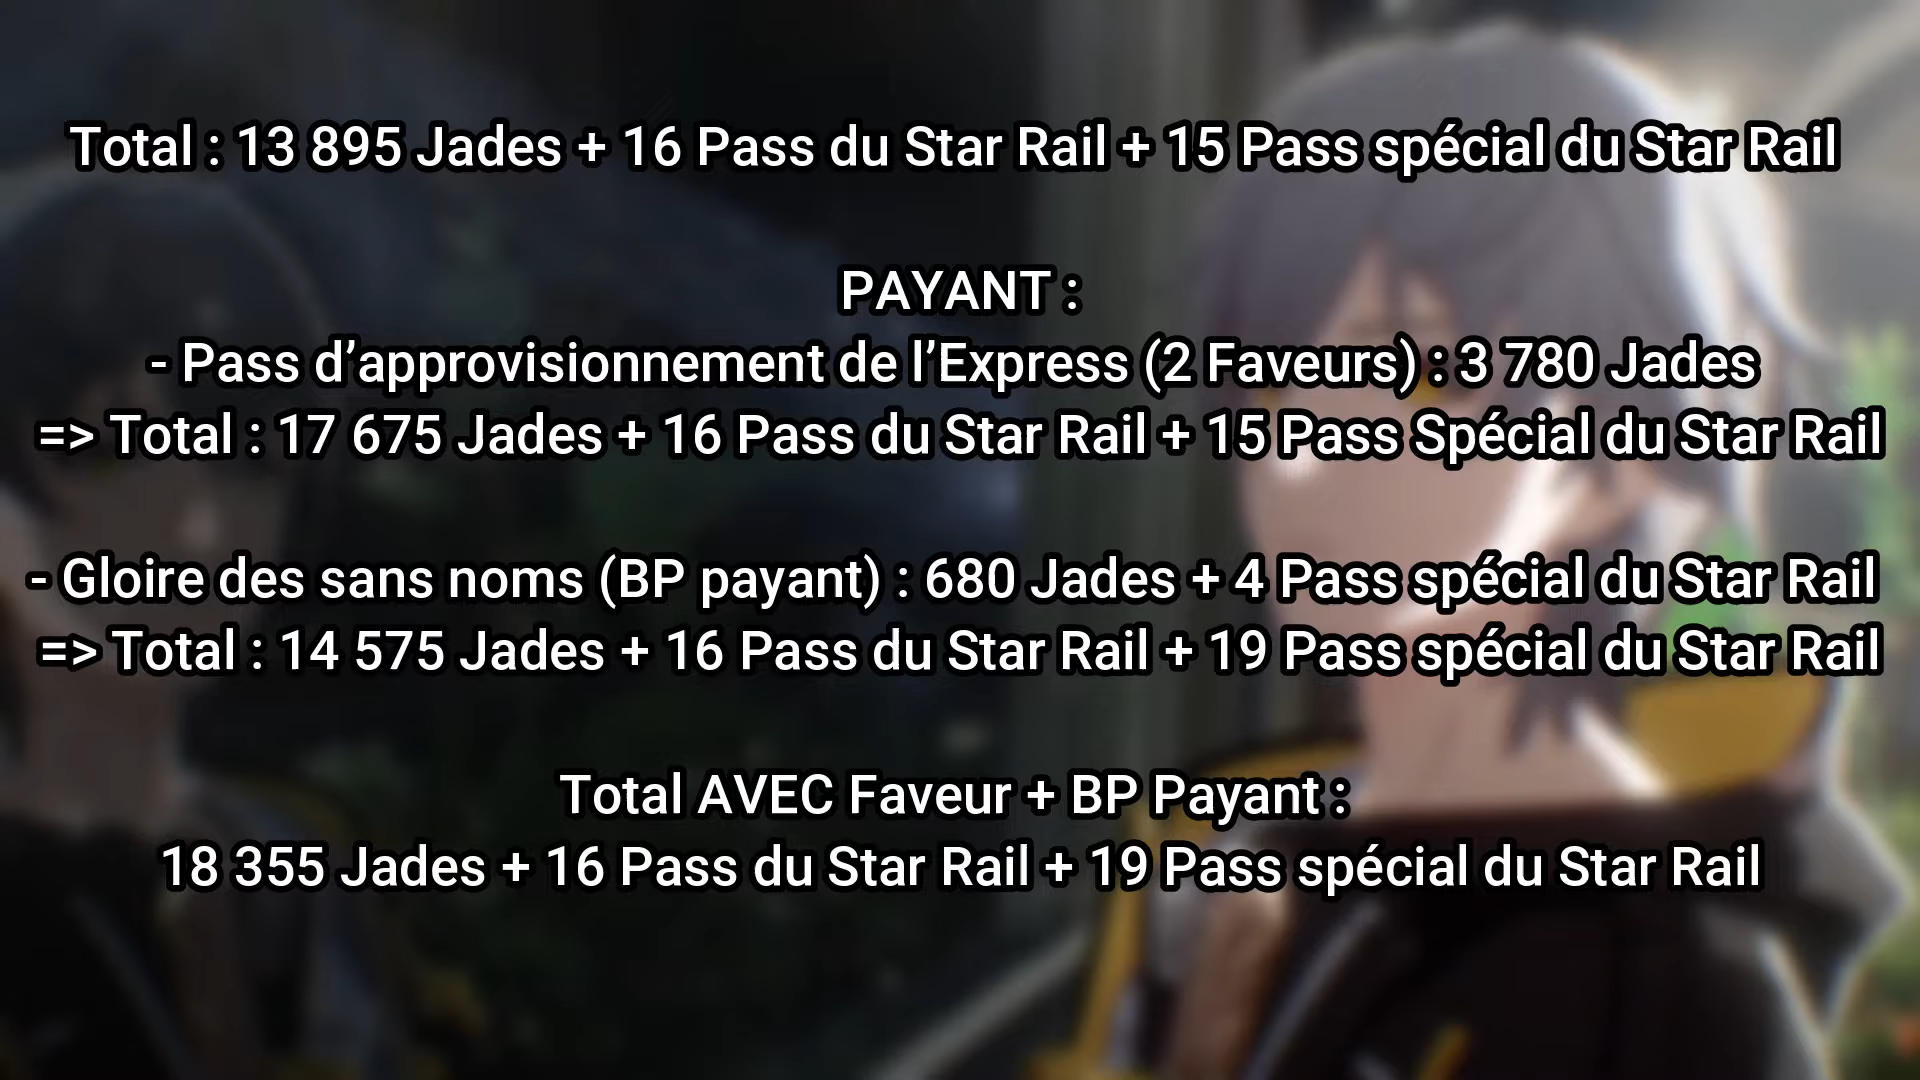 Total : 13 895 Jades + 16 Pass du Star Rail + 15 Pass spécial du Star Rail
PAYANT :
- Pass d’approvisionnement de l’Express (2 Faveurs) : 3 780 Jades
=> Total : 17 675 Jades + 16 Pass du Star Rail + 15 Pass Spécial du Star Rail
- Gloire des sans noms (BP payant) : 680 Jades + 4 Pass spécial du Star Rail
=> Total : 14 575 Jades + 16 Pass du Star Rail + 19 Pass spécial du Star Rail
Total AVEC Faveur + BP Payant :
18 355 Jades + 16 Pass du Star Rail + 19 Pass spécial du Star Rail